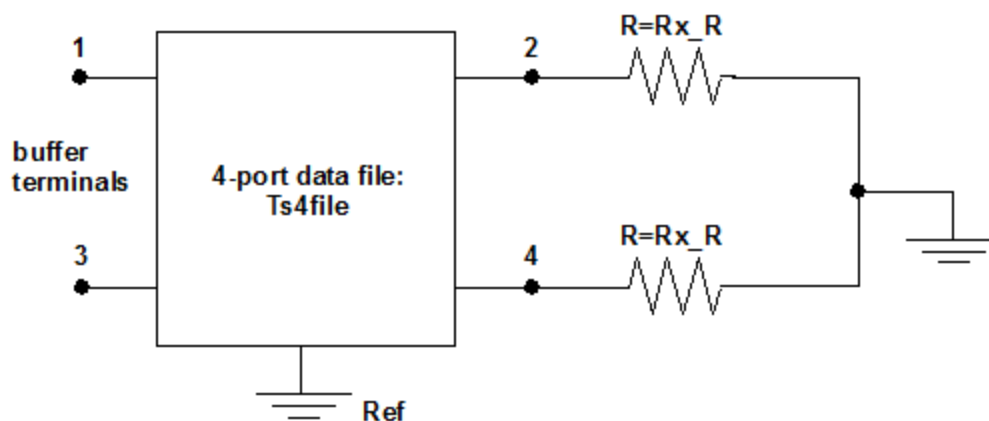 R=Rx_R
1
2
buffer
terminals
4-port data file:
Ts4file
R=Rx_R
3
4
Ref